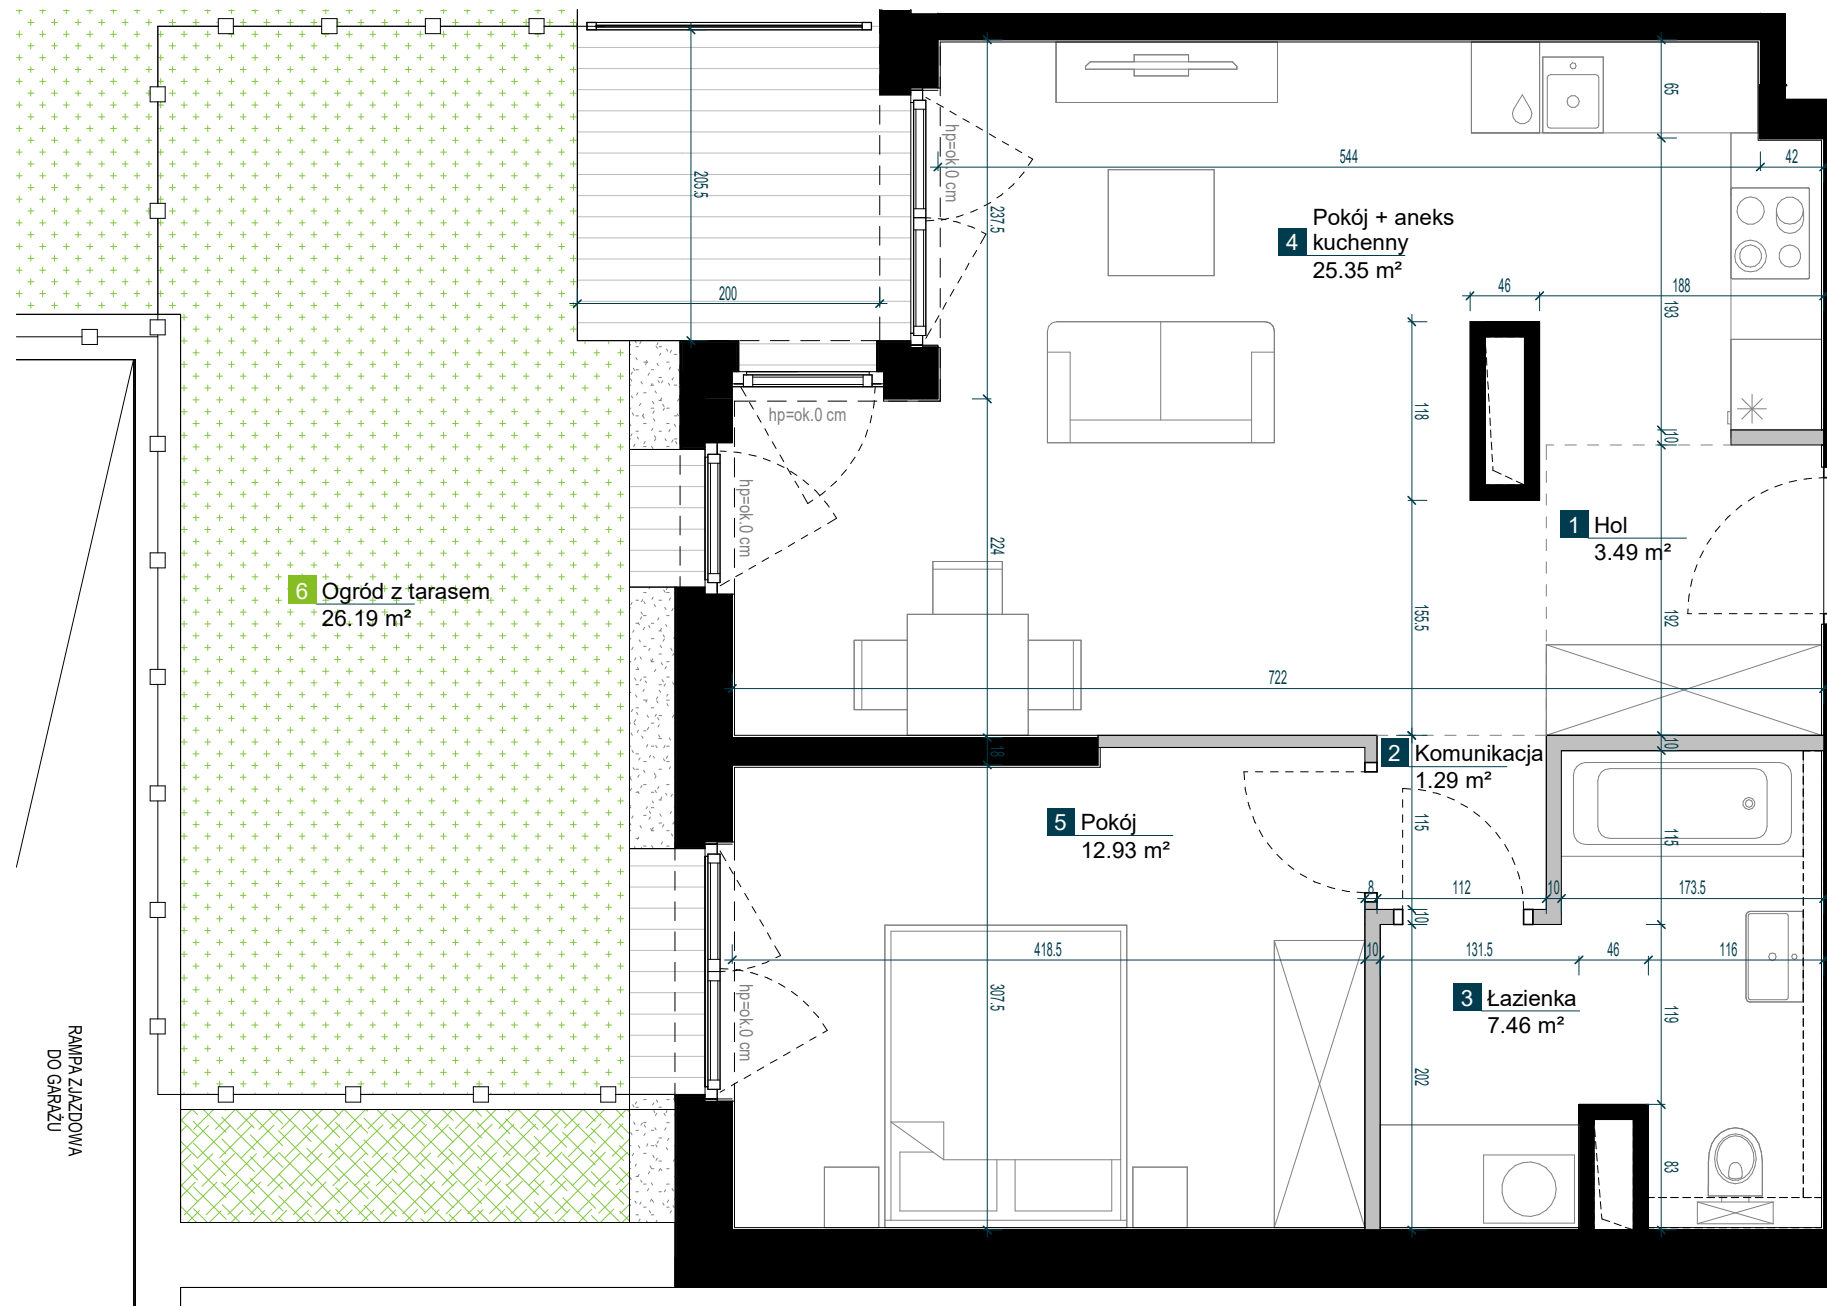 65
544
42
hp=ok.0 cm
205.5
237.5
Pokój + aneks
4 kuchenny
25.35 m²
200
46
188
193
118
hp=ok.0 cm
10
hp=ok.0 cm
1 Hol
3.49 m²
224
6 Ogród z tarasem
26.19 m²
155.5
192
722
18
2 Komunikacja
1.29 m²
10
5 Pokój
12.93 m²
115
115
8
112
10
173.5
10
418.5
10
131.5
46
116
3 Łazienka
7.46 m²
hp=ok.0 cm
307.5
119
202
83
RAMPA ZJAZDOWA
DO GARAŻU